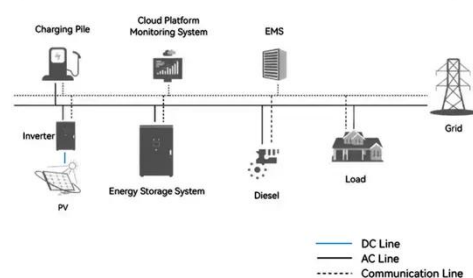 Charging Pile
Cloud Platform
Monitoring System
EMS
Grid
Inverter
PV
Energy Storage System
Diesel
Load
DC Line
AC Line
Communication Line